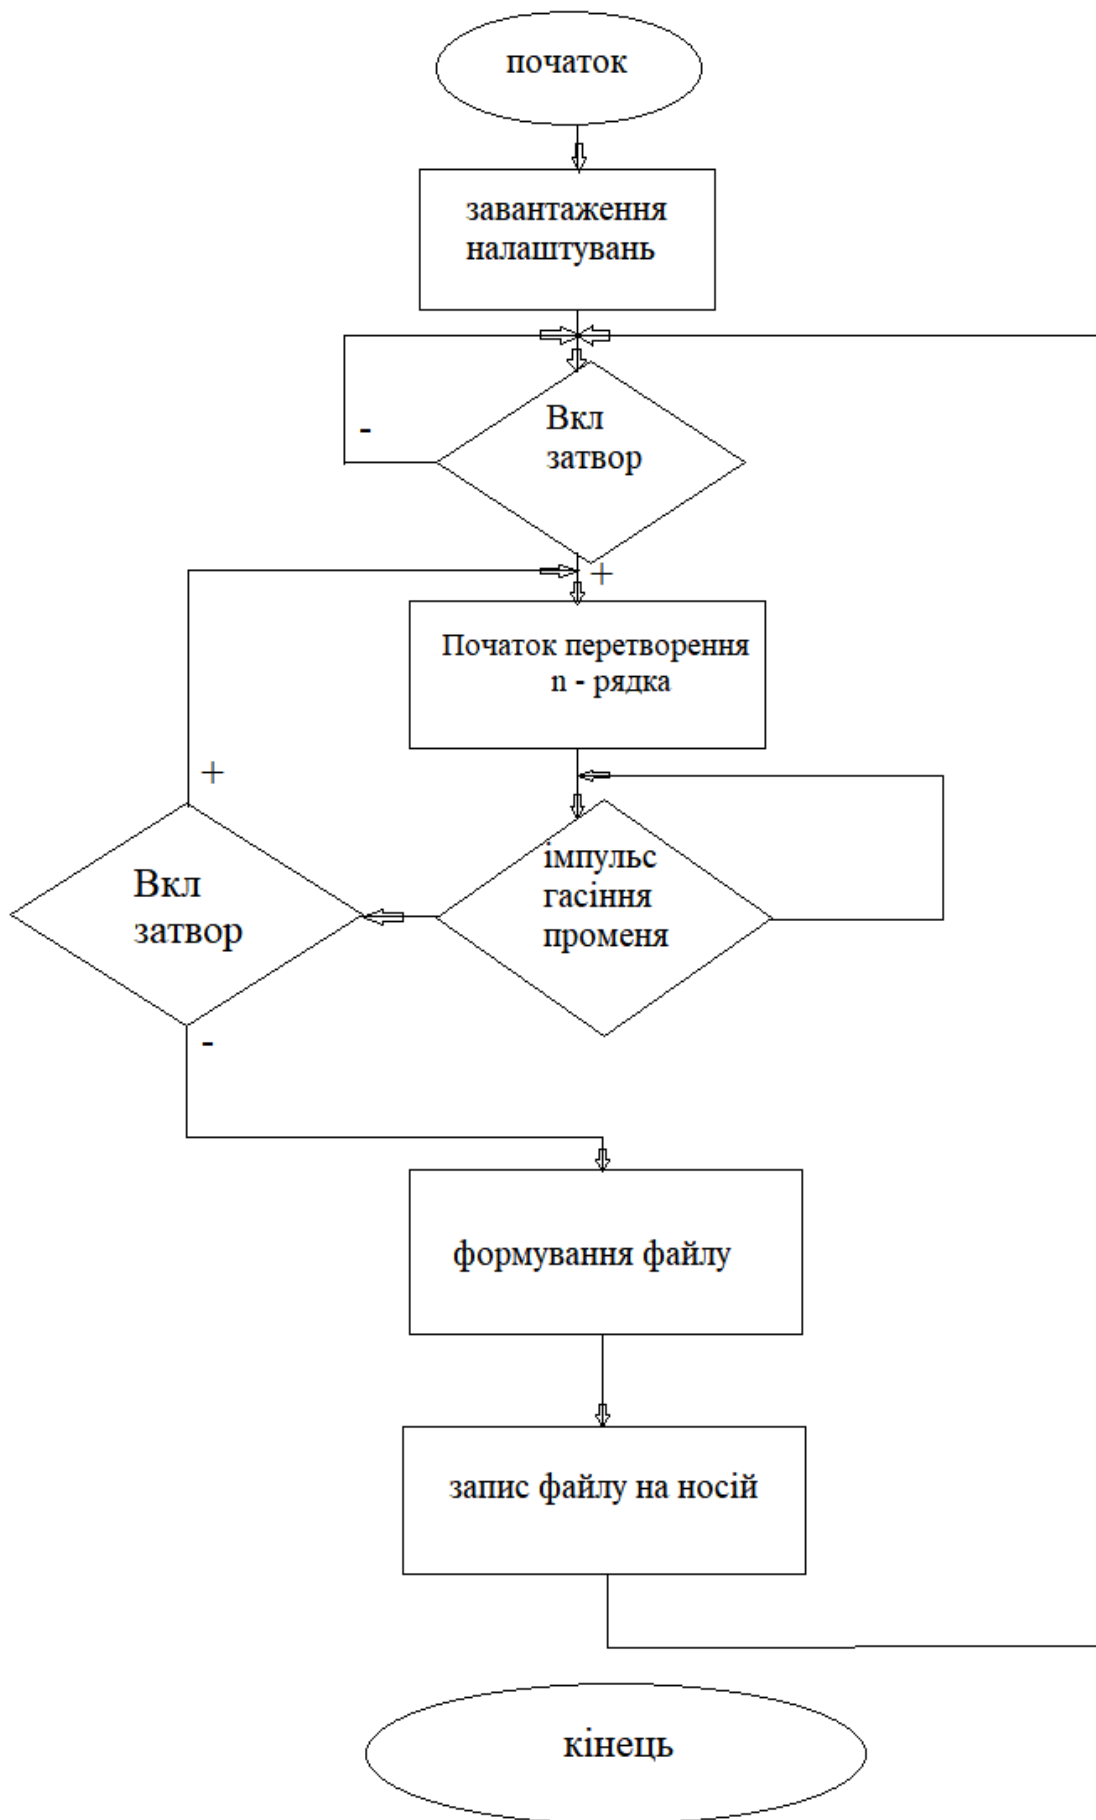 початок
завантаження
налаштувань
-
Вкл
затвор
+
Початок перетворення
n - рядка
+
імпульс
гасіння
променя
Вкл
затвор
-
формування файлу
запис файлу на носій
кінець